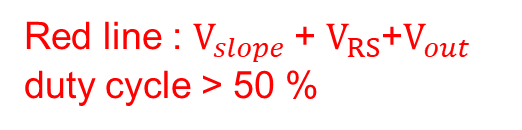 Red line : V_slope + V_RS+V_out
duty cycle > 50 %